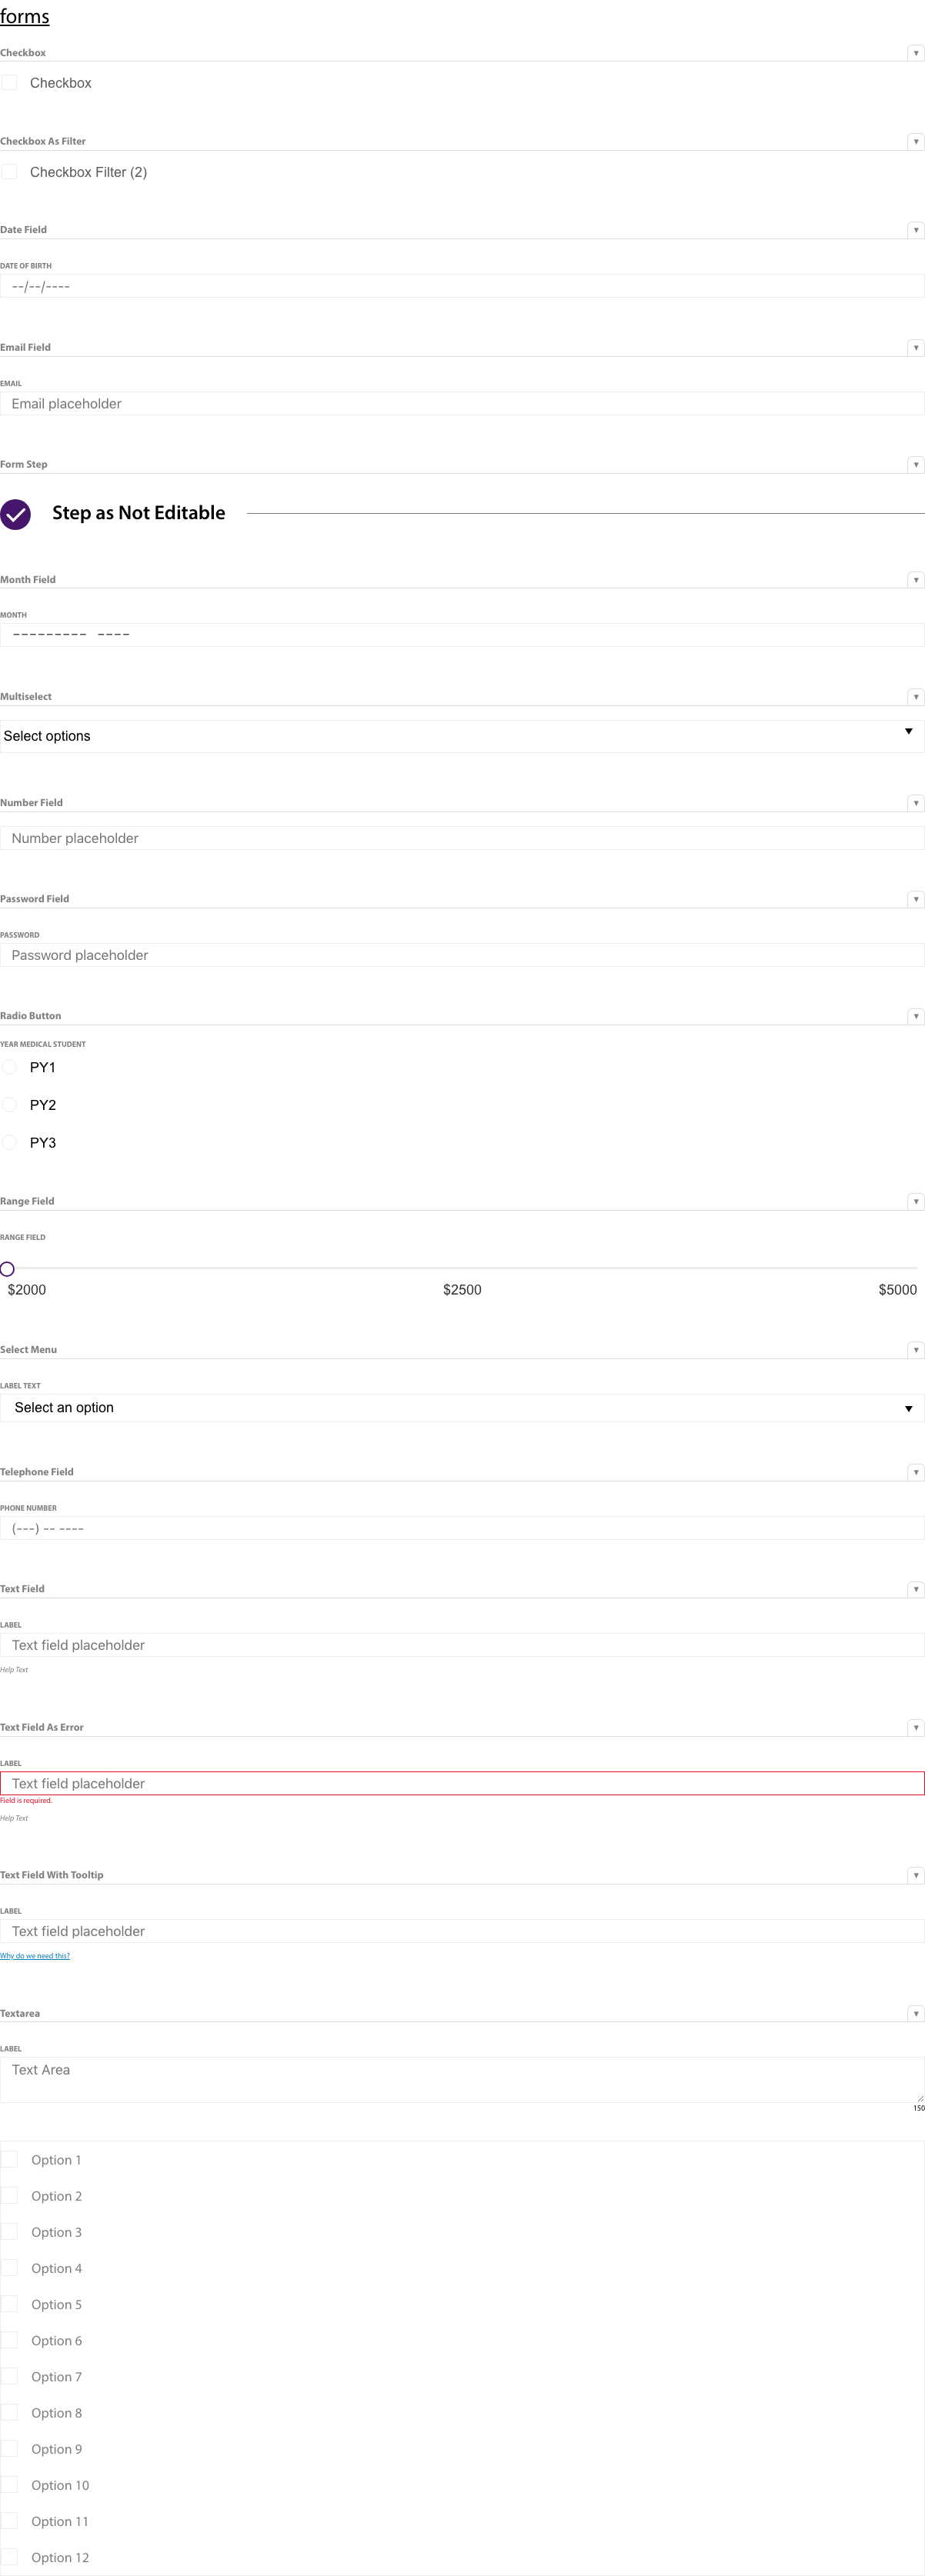 forms
Checkbox
Checkbox
Checkbox As Filter
Checkbox Filter (2)
Date Field
DATE OF BIRTH
--/--/----
Email Field
EMAIL
Email placeholder
Form Step
Step as Not Editable
Month Field
MONTH
--------- ----
Multiselect
Select options
Number Field
Number placeholder
Password Field
PASSWORD
Password placeholder
Radio Button
YEAR MEDICAL STUDENT
PY1
PY2
PY3
Range Field
RANGE FIELD
$2000 $2500 $5000
Select Menu
LABEL TEXT
Select an option
Telephone Field
PHONE NUMBER
(---) -- ----
Text Field
LABEL
Text field placeholder
Help Text
Text Field As Error
LABEL
Text field placeholder
Field is required.
Help Text
Text Field With Tooltip
LABEL
Text field placeholder
Why do we need this?
Textarea
LABEL
Text Area
150
Option 1
Option 2
Option 3
Option 4
Option 5
Option 6
Option 7
Option 8
Option 9
Option 10
Option 11
Option 12